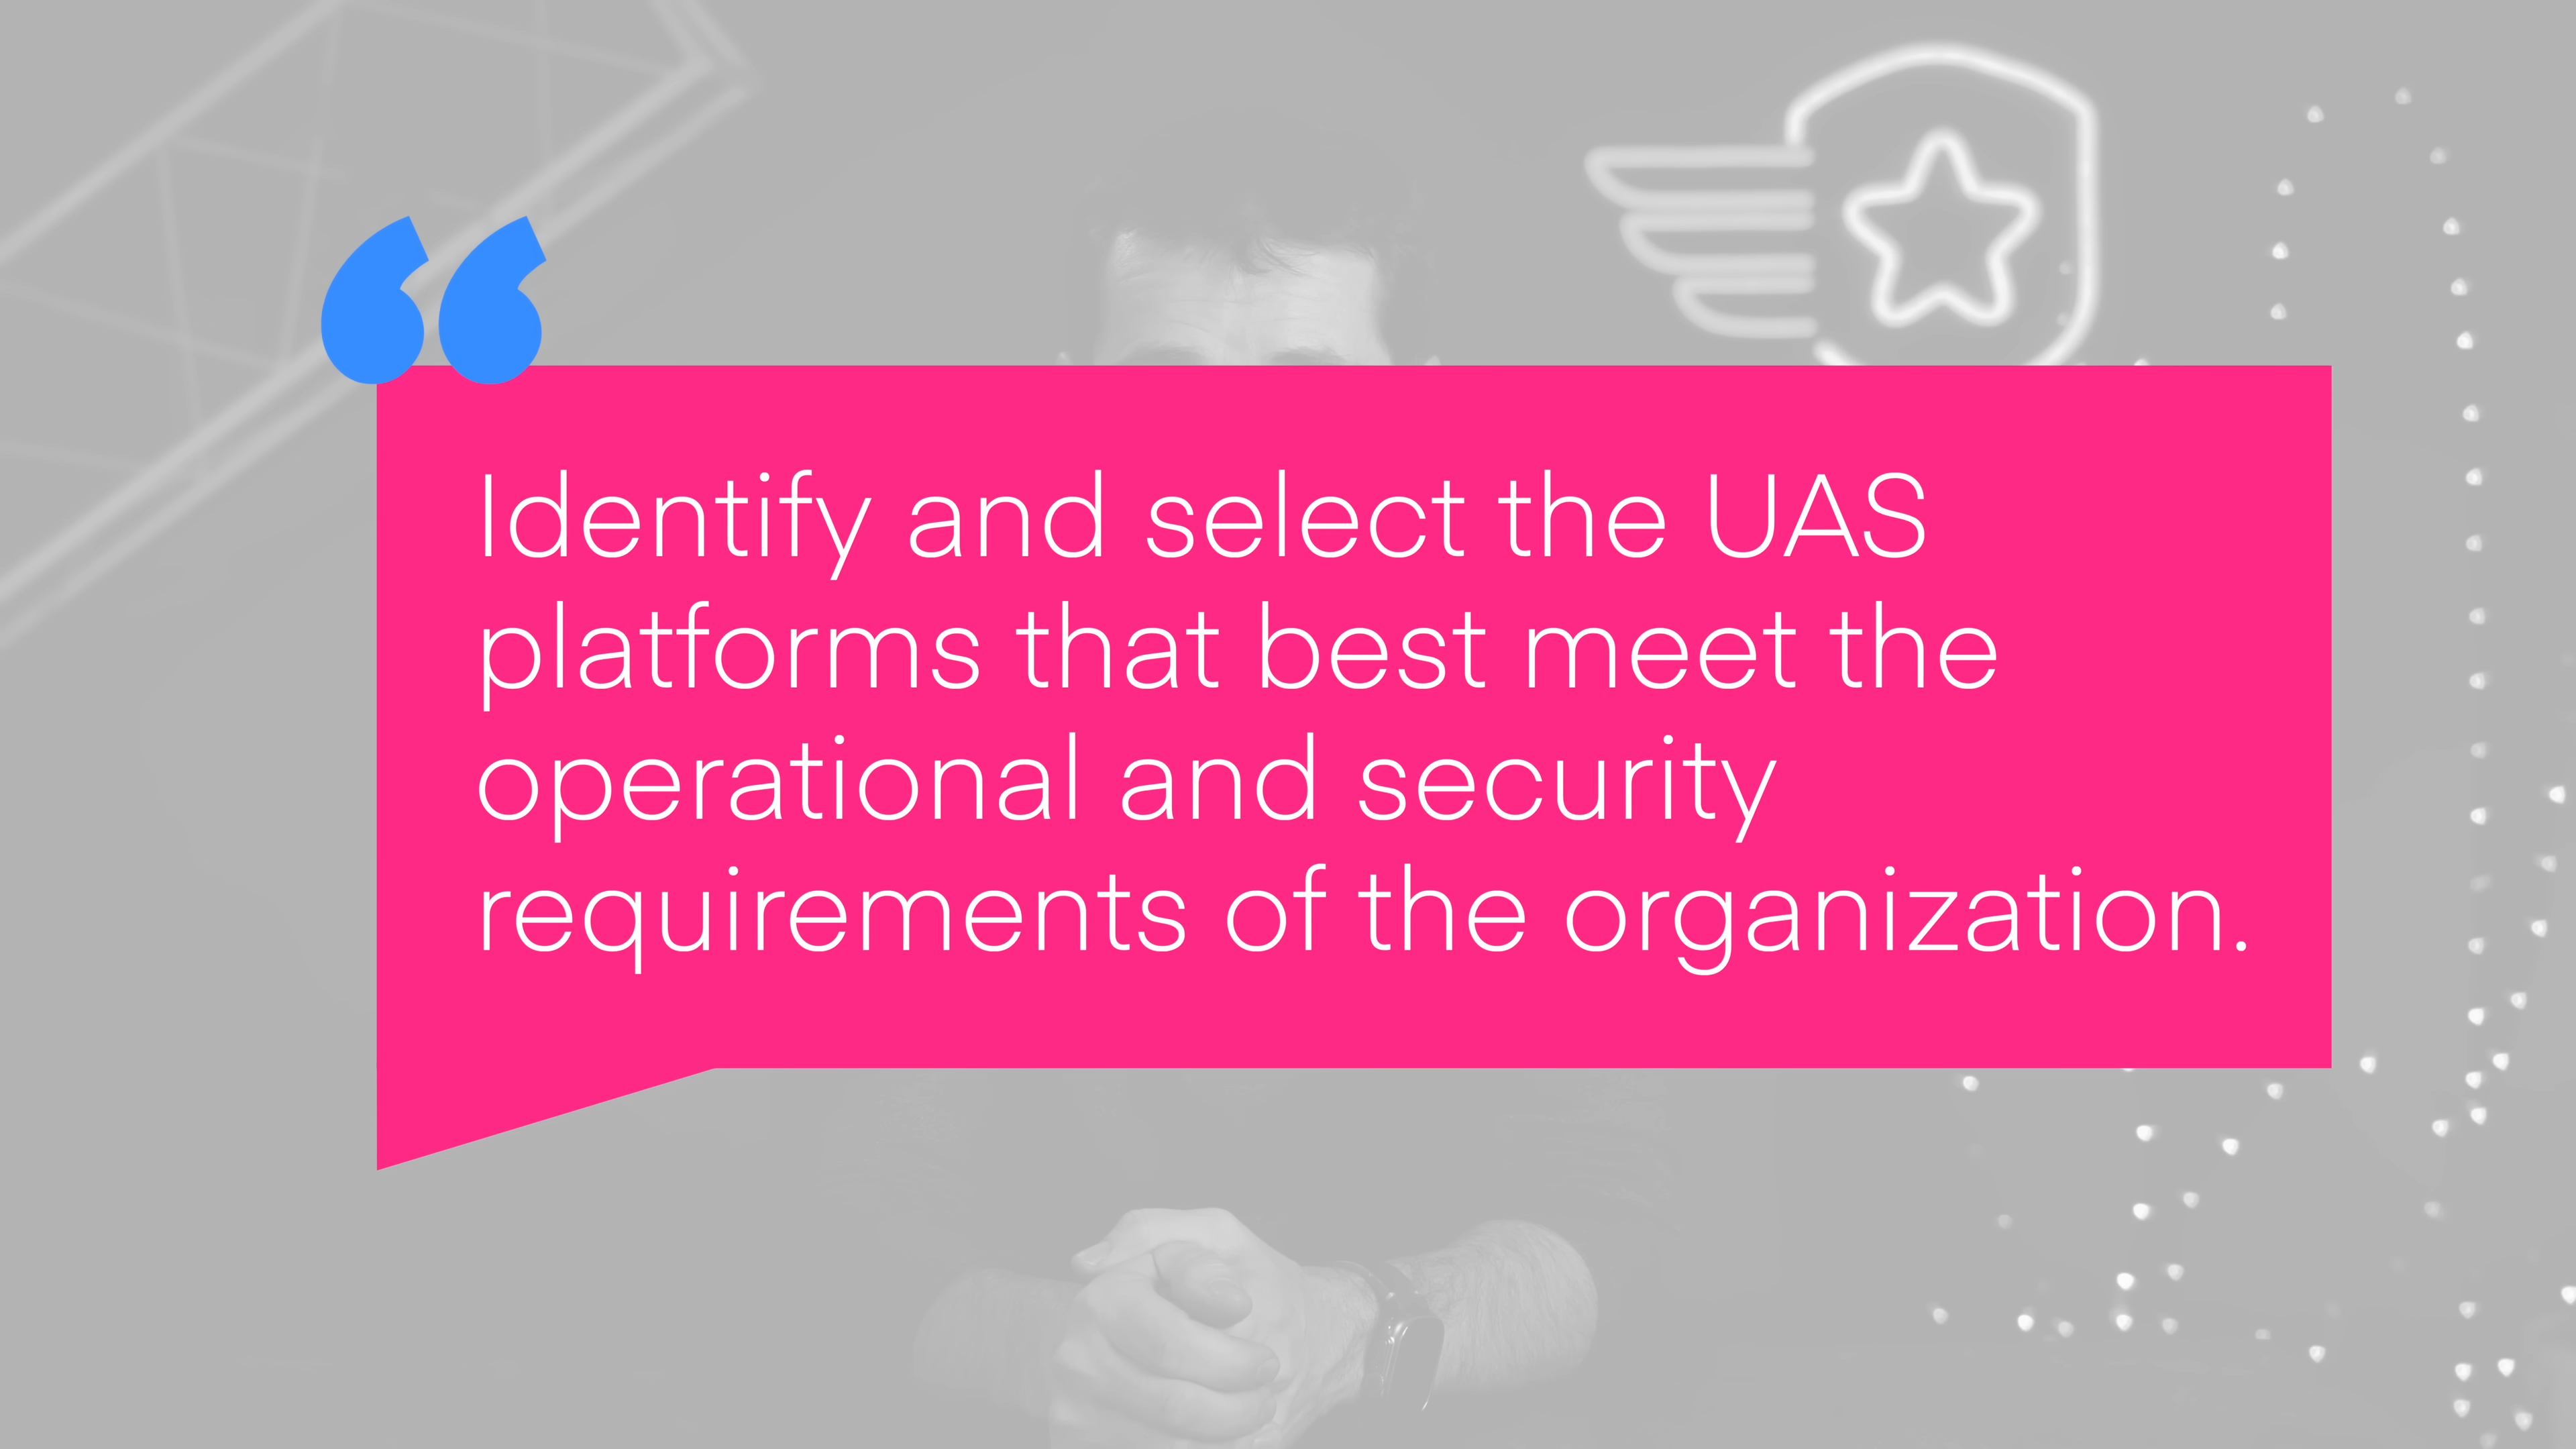 Identify and select the UAS
platforms that best meet the
operational and security
requirements of the organization.